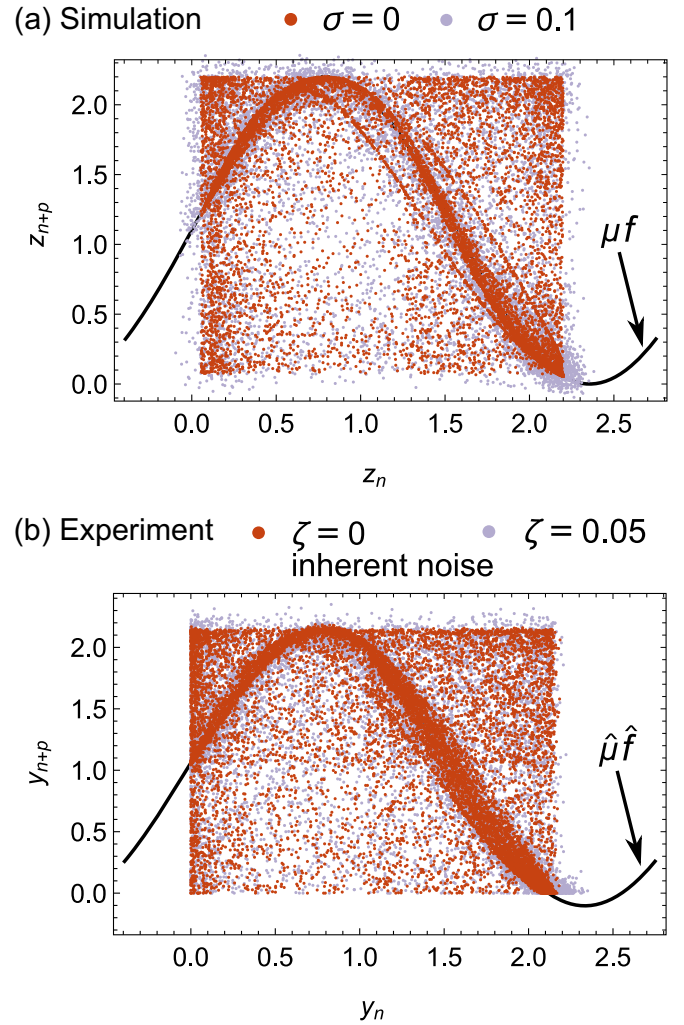 (a) Simulation σ = 0 σ = 0.1
2.0
1.5
1.0
0.5
0.0
z_{n+p}
μf
0.0 0.5 1.0 1.5 2.0 2.5
z_n
(b) Experiment ζ = 0 ζ = 0.05
inherent noise
2.0
1.5
1.0
0.5
0.0
y_{n+p}
μ̂f̂
0.0 0.5 1.0 1.5 2.0 2.5
y_n